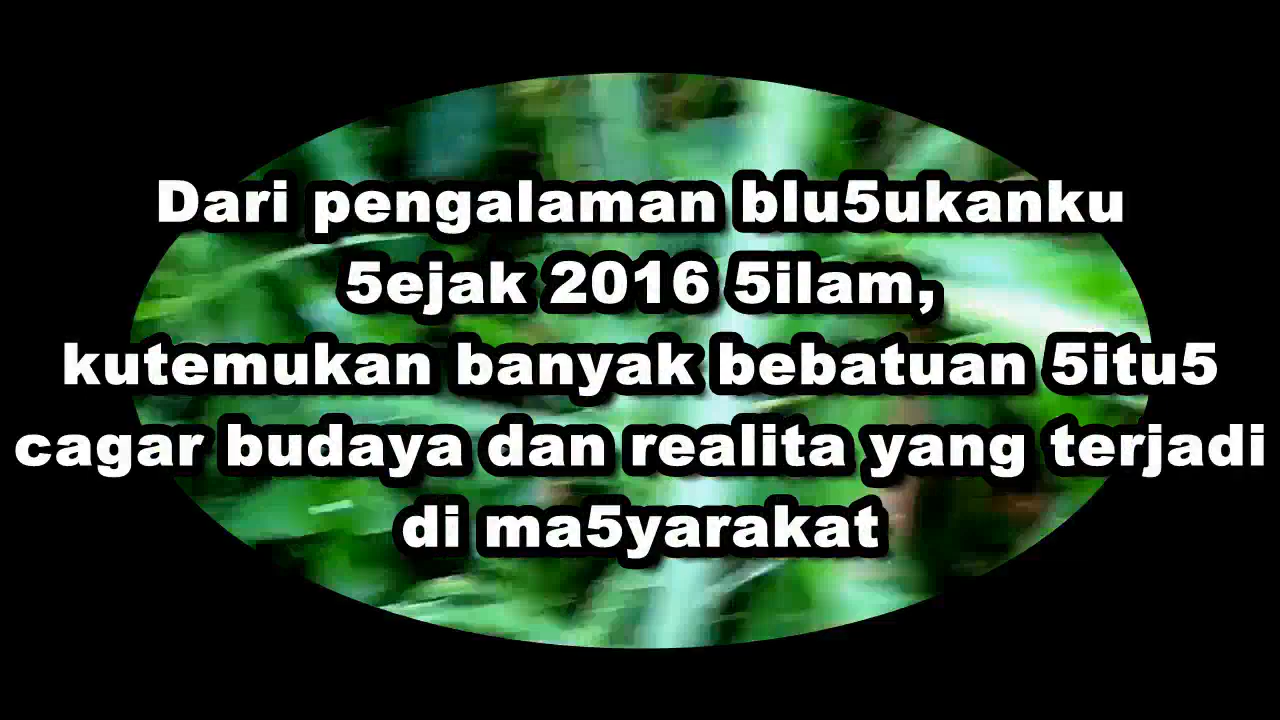 Dari pengalaman blu5ukanku
5ejak 2016 5ilam,
kutemukan banyak bebatuan 5itu5
cagar budaya dan realita yang terjadi
di ma5yarakat